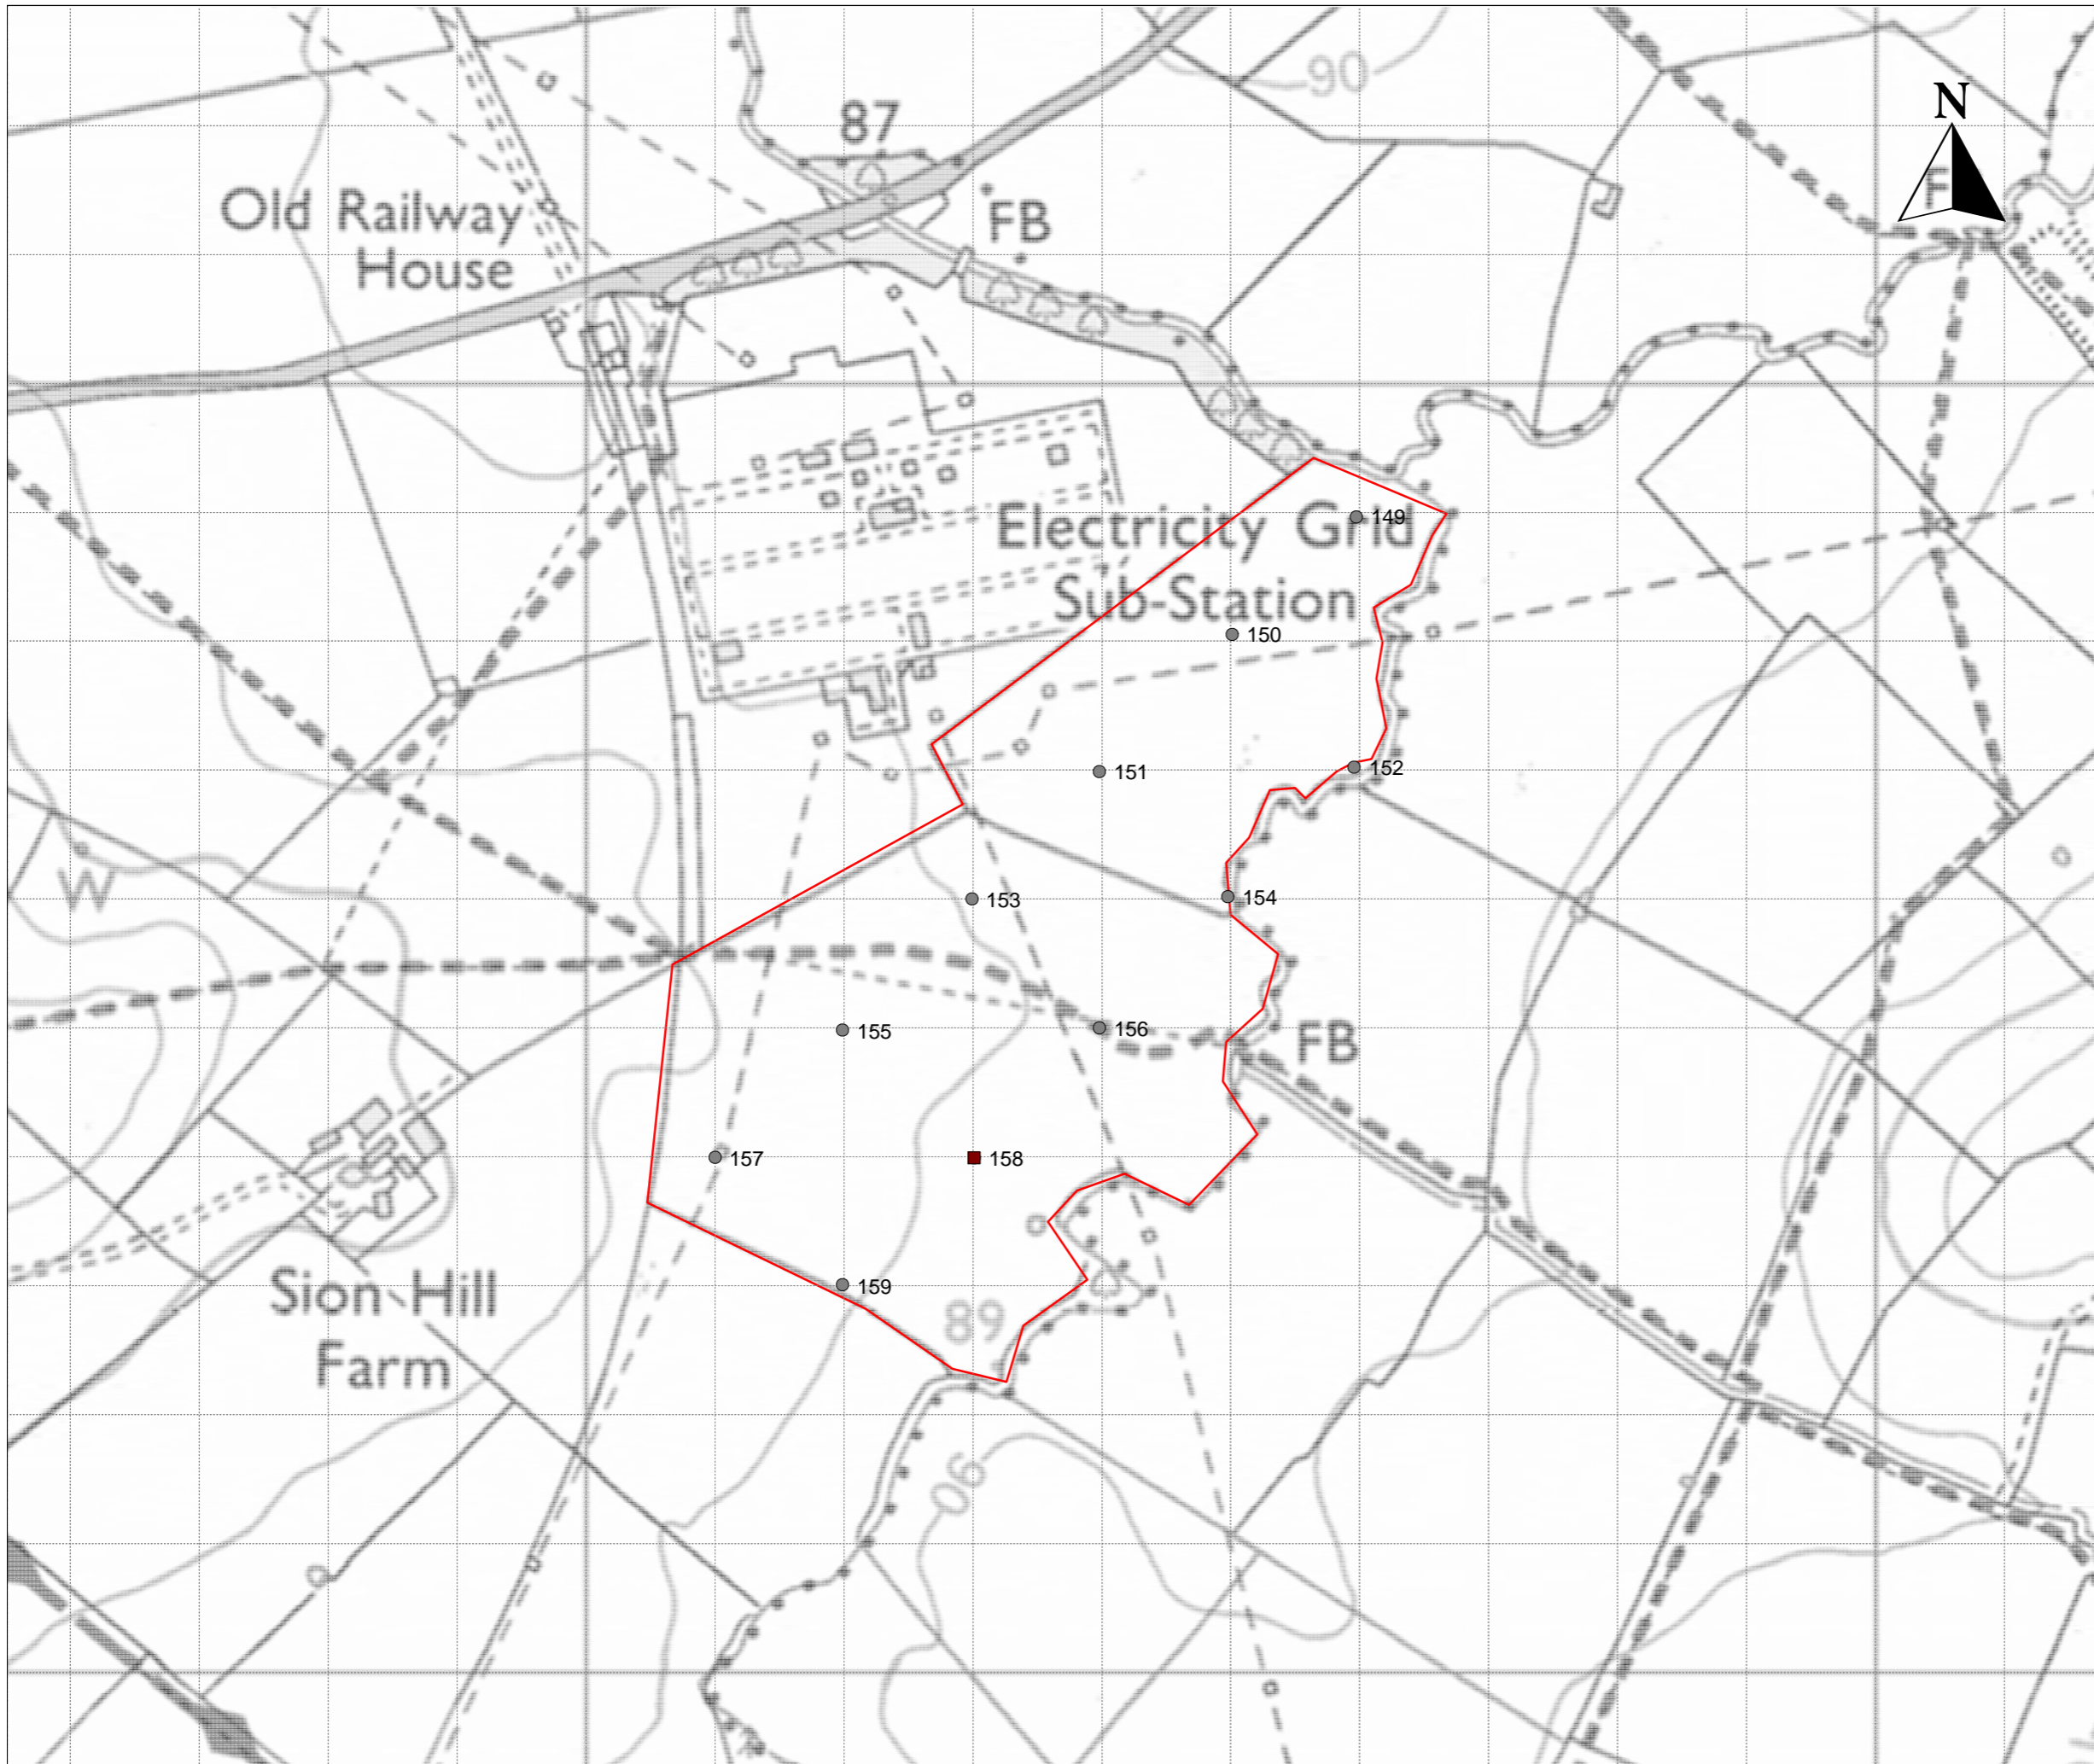 90
N
87
F
Old Railway
House
FB
Electricity Grid
Sub-Station
149
150
151
152
W
153
154
155
156
FB
157
158
159
Sion Hill
Farm
89
90